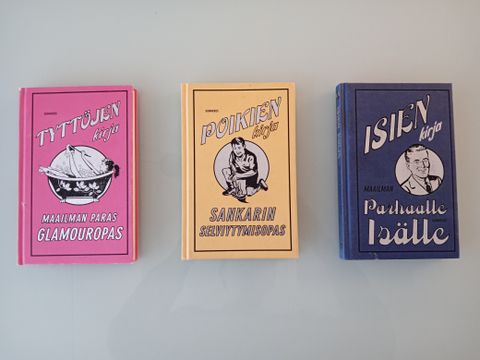 TYTTÖJEN
kirja
MAAILMAN PARAS
GLAMOUROPAS
POIKIEN
kirja
SANKARIN
SELVIYTYMISOPAS
ISIEN
kirja
MAAILMAN
Parhaalle
Isälle